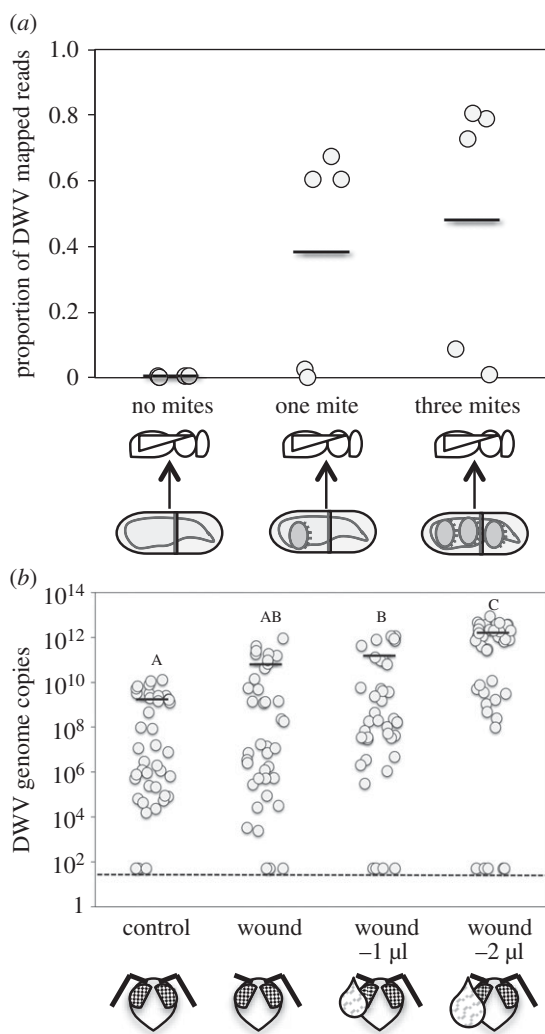 (a)
1.0
0.8
0.6
0.4
0.2
0
proportion of DWV mapped reads
no mites one mite three mites
(b)
10^14
10^12
10^10
10^8
10^6
10^4
10^2
1
DWV genome copies
A AB B C
control wound wound wound
–1 µl –2 µl